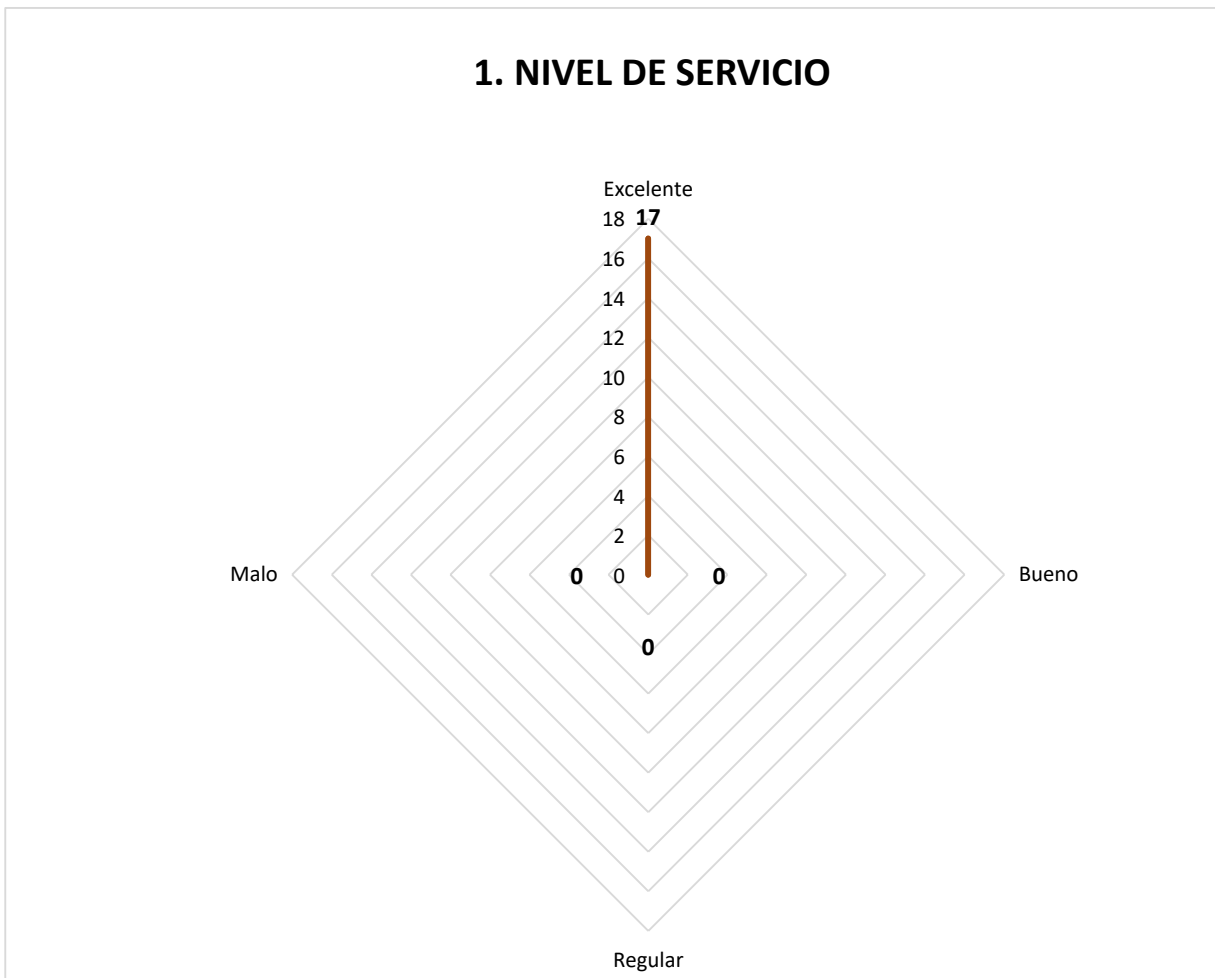 1. NIVEL DE SERVICIO
Excelente
18 17
16
14
12
10
8
6
4
2
Malo 0 0 0 Bueno
0
Regular